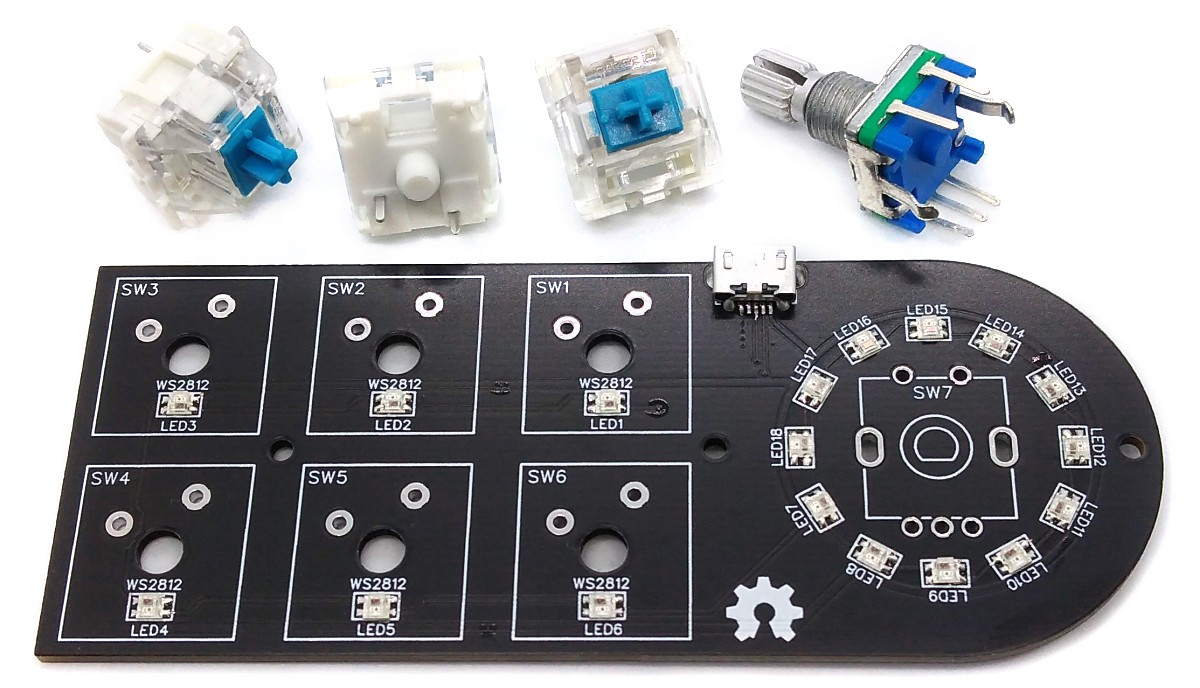 SW3
WS2812
LED3
SW2
WS2812
LED2
SW1
WS2812
LED1
SW4
WS2812
LED4
SW5
WS2812
LED5
SW6
WS2812
LED6
LED15
LED16
LED14
LED17
LED13
SW7
LED18
LED12
LED7
LED11
LED8
LED9
LED10